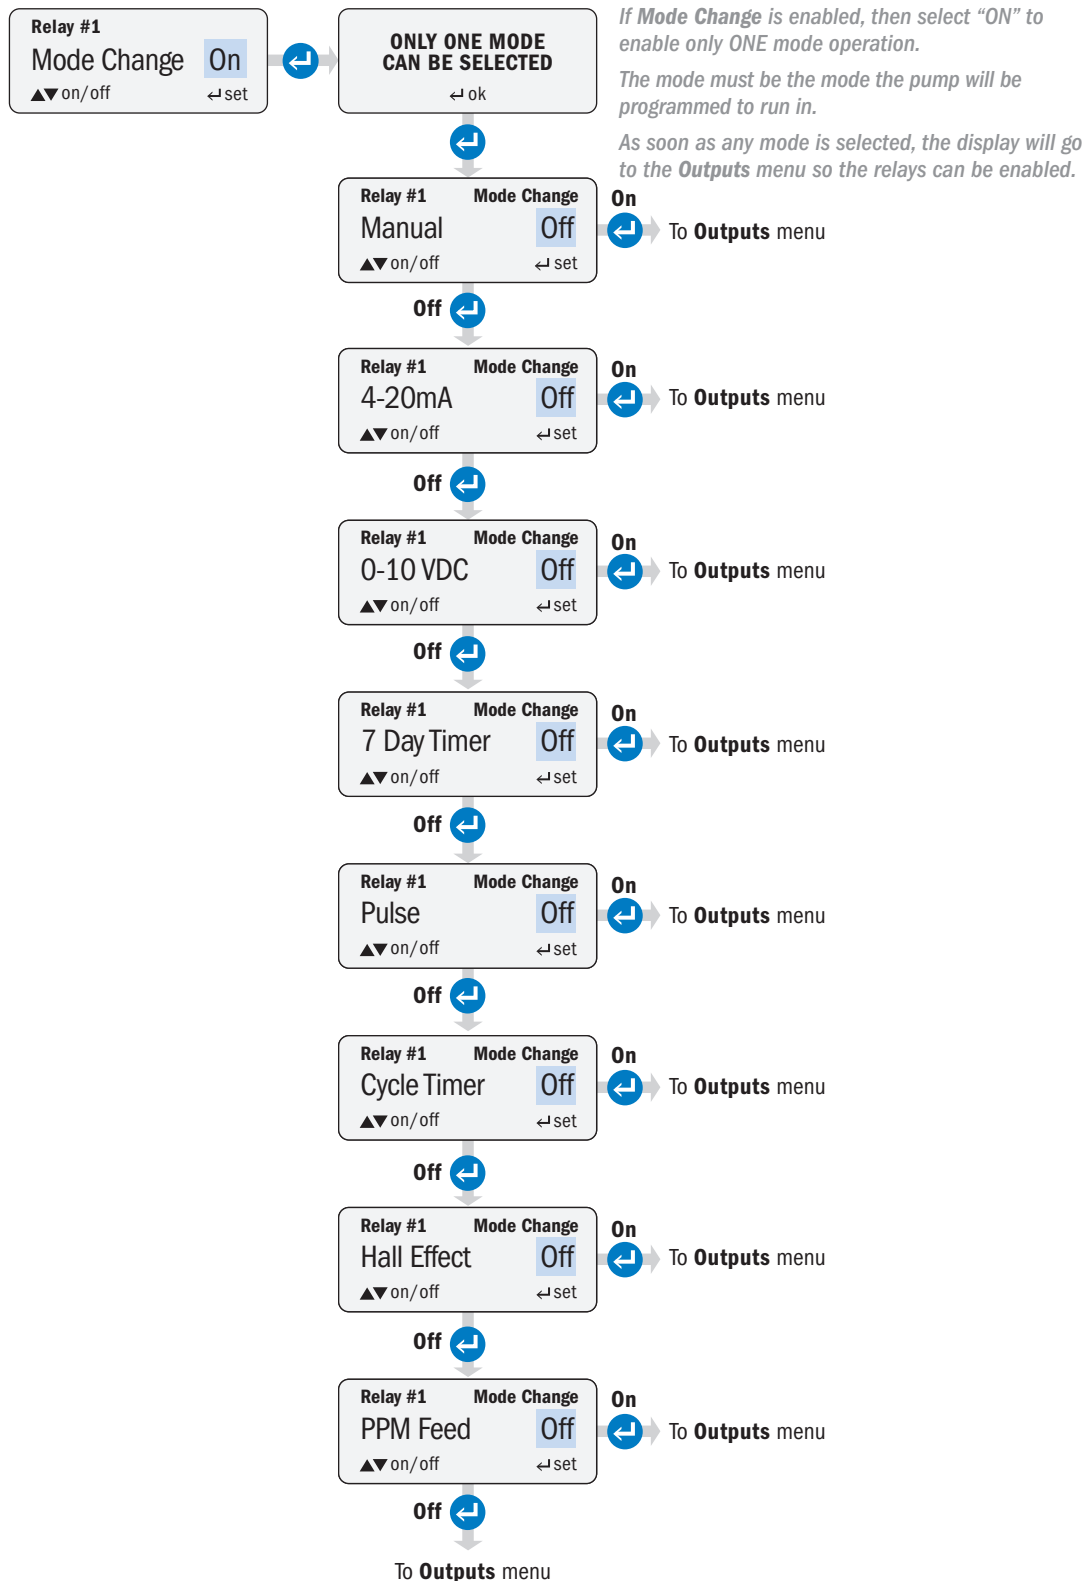 Relay #1
Mode Change On
▲▼ on/off ↵ set
ONLY ONE MODE
CAN BE SELECTED
↵ ok
If Mode Change is enabled, then select “ON” to
enable only ONE mode operation.
The mode must be the mode the pump will be
programmed to run in.
As soon as any mode is selected, the display will go
to the Outputs menu so the relays can be enabled.
Relay #1 Mode Change
Manual Off
▲▼ on/off ↵ set
On
To Outputs menu
Off
Relay #1 Mode Change
4-20mA Off
▲▼ on/off ↵ set
On
To Outputs menu
Off
Relay #1 Mode Change
0-10 VDC Off
▲▼ on/off ↵ set
On
To Outputs menu
Off
Relay #1 Mode Change
7 Day Timer Off
▲▼ on/off ↵ set
On
To Outputs menu
Off
Relay #1 Mode Change
Pulse Off
▲▼ on/off ↵ set
On
To Outputs menu
Off
Relay #1 Mode Change
Cycle Timer Off
▲▼ on/off ↵ set
On
To Outputs menu
Off
Relay #1 Mode Change
Hall Effect Off
▲▼ on/off ↵ set
On
To Outputs menu
Off
Relay #1 Mode Change
PPM Feed Off
▲▼ on/off ↵ set
On
To Outputs menu
Off
To Outputs menu